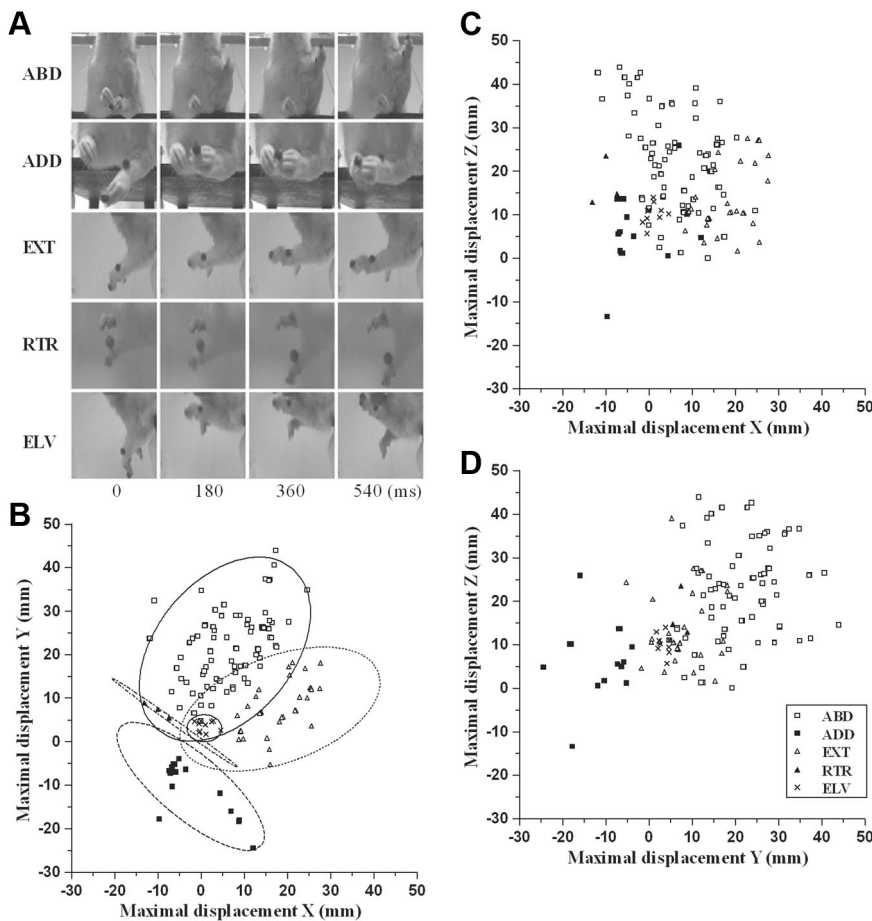 A
ABD
ADD
EXT
RTR
ELV
0 180 360 540 (ms)
B
Maximal displacement Y (mm)
50
40
30
20
10
0
-10
-20
-30
-30 -20 -10 0 10 20 30 40 50
Maximal displacement X (mm)
C
Maximal displacement Z (mm)
50
40
30
20
10
0
-10
-20
-30
-30 -20 -10 0 10 20 30 40 50
Maximal displacement X (mm)
D
Maximal displacement Z (mm)
50
40
30
20
10
0
-10
-20
-30
-30 -20 -10 0 10 20 30 40 50
Maximal displacement Y (mm)
ABD
ADD
EXT
RTR
ELV